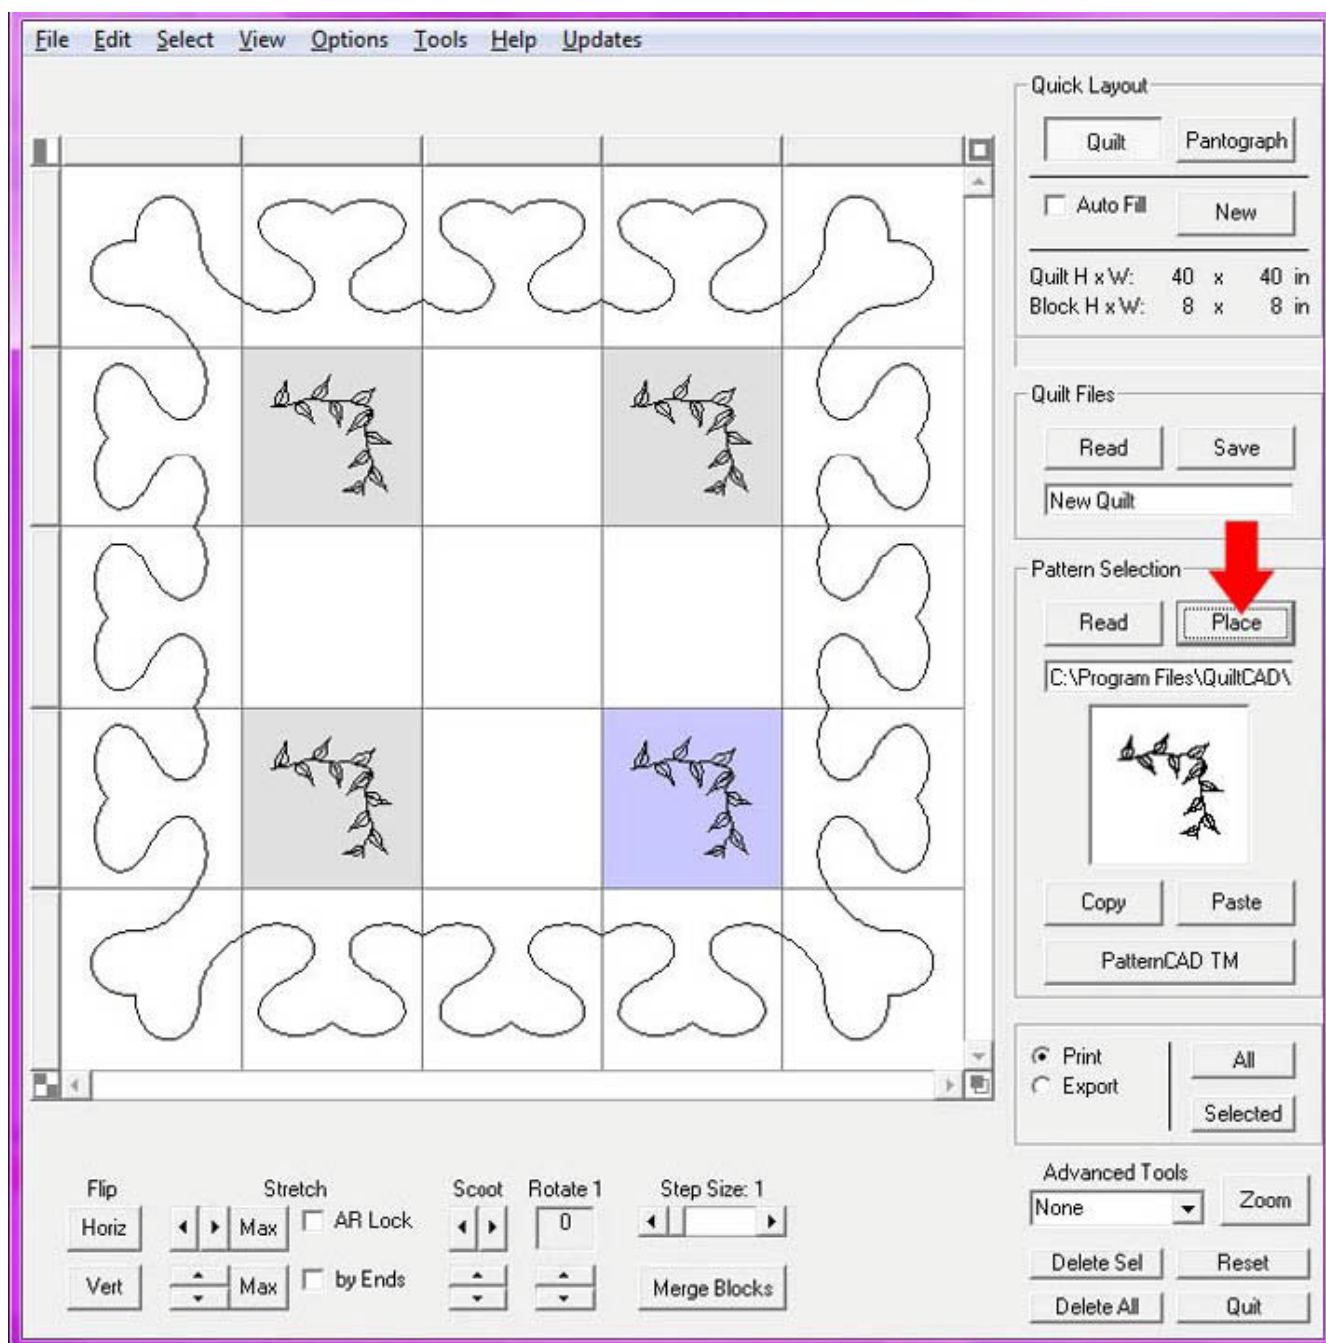 File Edit Select View Options Tools Help Updates
Quick Layout
Quilt Pantograph
Auto Fill New
Quilt H x W: 40 x 40 in
Block H x W: 8 x 8 in
Quilt Files
Read Save
New Quilt
Pattern Selection
Read Place
C:\Program Files\QuiltCAD\
Copy Paste
PatternCAD TM
Print All
Export
Selected
Advanced Tools
None Zoom
Delete Sel Reset
Delete All Quit
Flip Stretch Scoot Rotate 1 Step Size: 1
Horiz Max AR Lock 0
Vert Max by Ends Merge Blocks